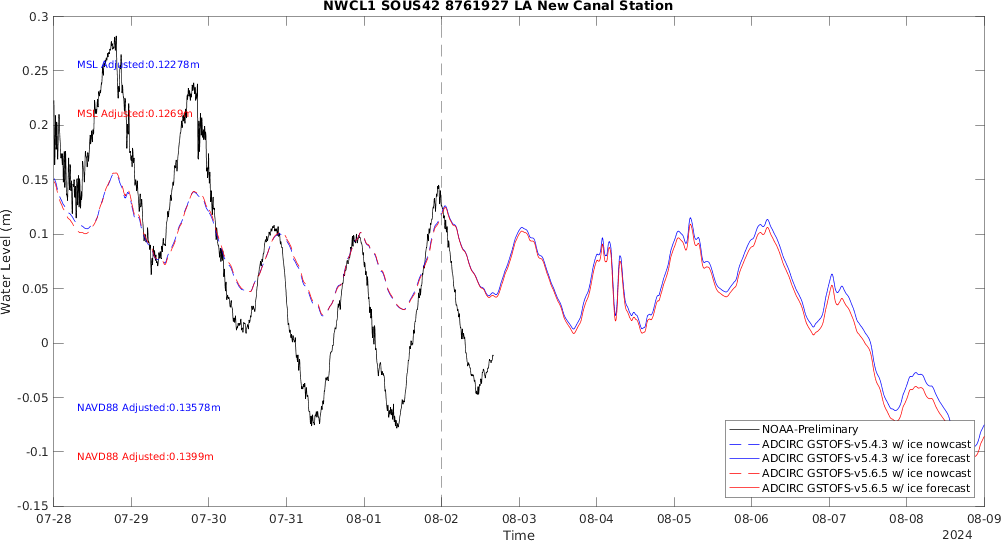 NWCL1 SOUS42 8761927 LA New Canal Station
0.3
0.25
0.2
0.15
0.1
0.05
0
-0.05
-0.1
-0.15
Water Level (m)
MSL Adjusted:0.12278m
MSL Adjusted:0.1269m
NAVD88 Adjusted:0.13578m
NAVD88 Adjusted:0.1399m
NOAA-Preliminary
ADCIRC GSTOFS-v5.4.3 w/ ice nowcast
ADCIRC GSTOFS-v5.4.3 w/ ice forecast
ADCIRC GSTOFS-v5.6.5 w/ ice nowcast
ADCIRC GSTOFS-v5.6.5 w/ ice forecast
07-28 07-29 07-30 07-31 08-01 08-02 08-03 08-04 08-05 08-06 08-07 08-08 08-09
Time
2024